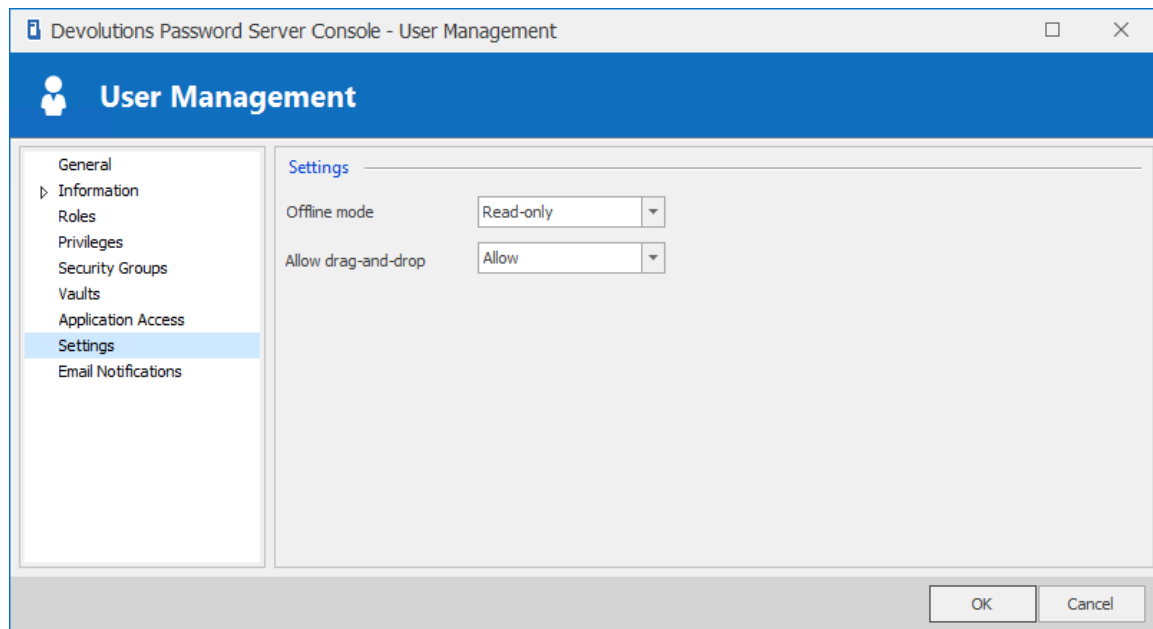 Devolutions Password Server Console - User Management
User Management
General
Information
Roles
Privileges
Security Groups
Vaults
Application Access
Settings
Email Notifications
Settings
Offline mode
Read-only
Allow drag-and-drop
Allow
OK
Cancel